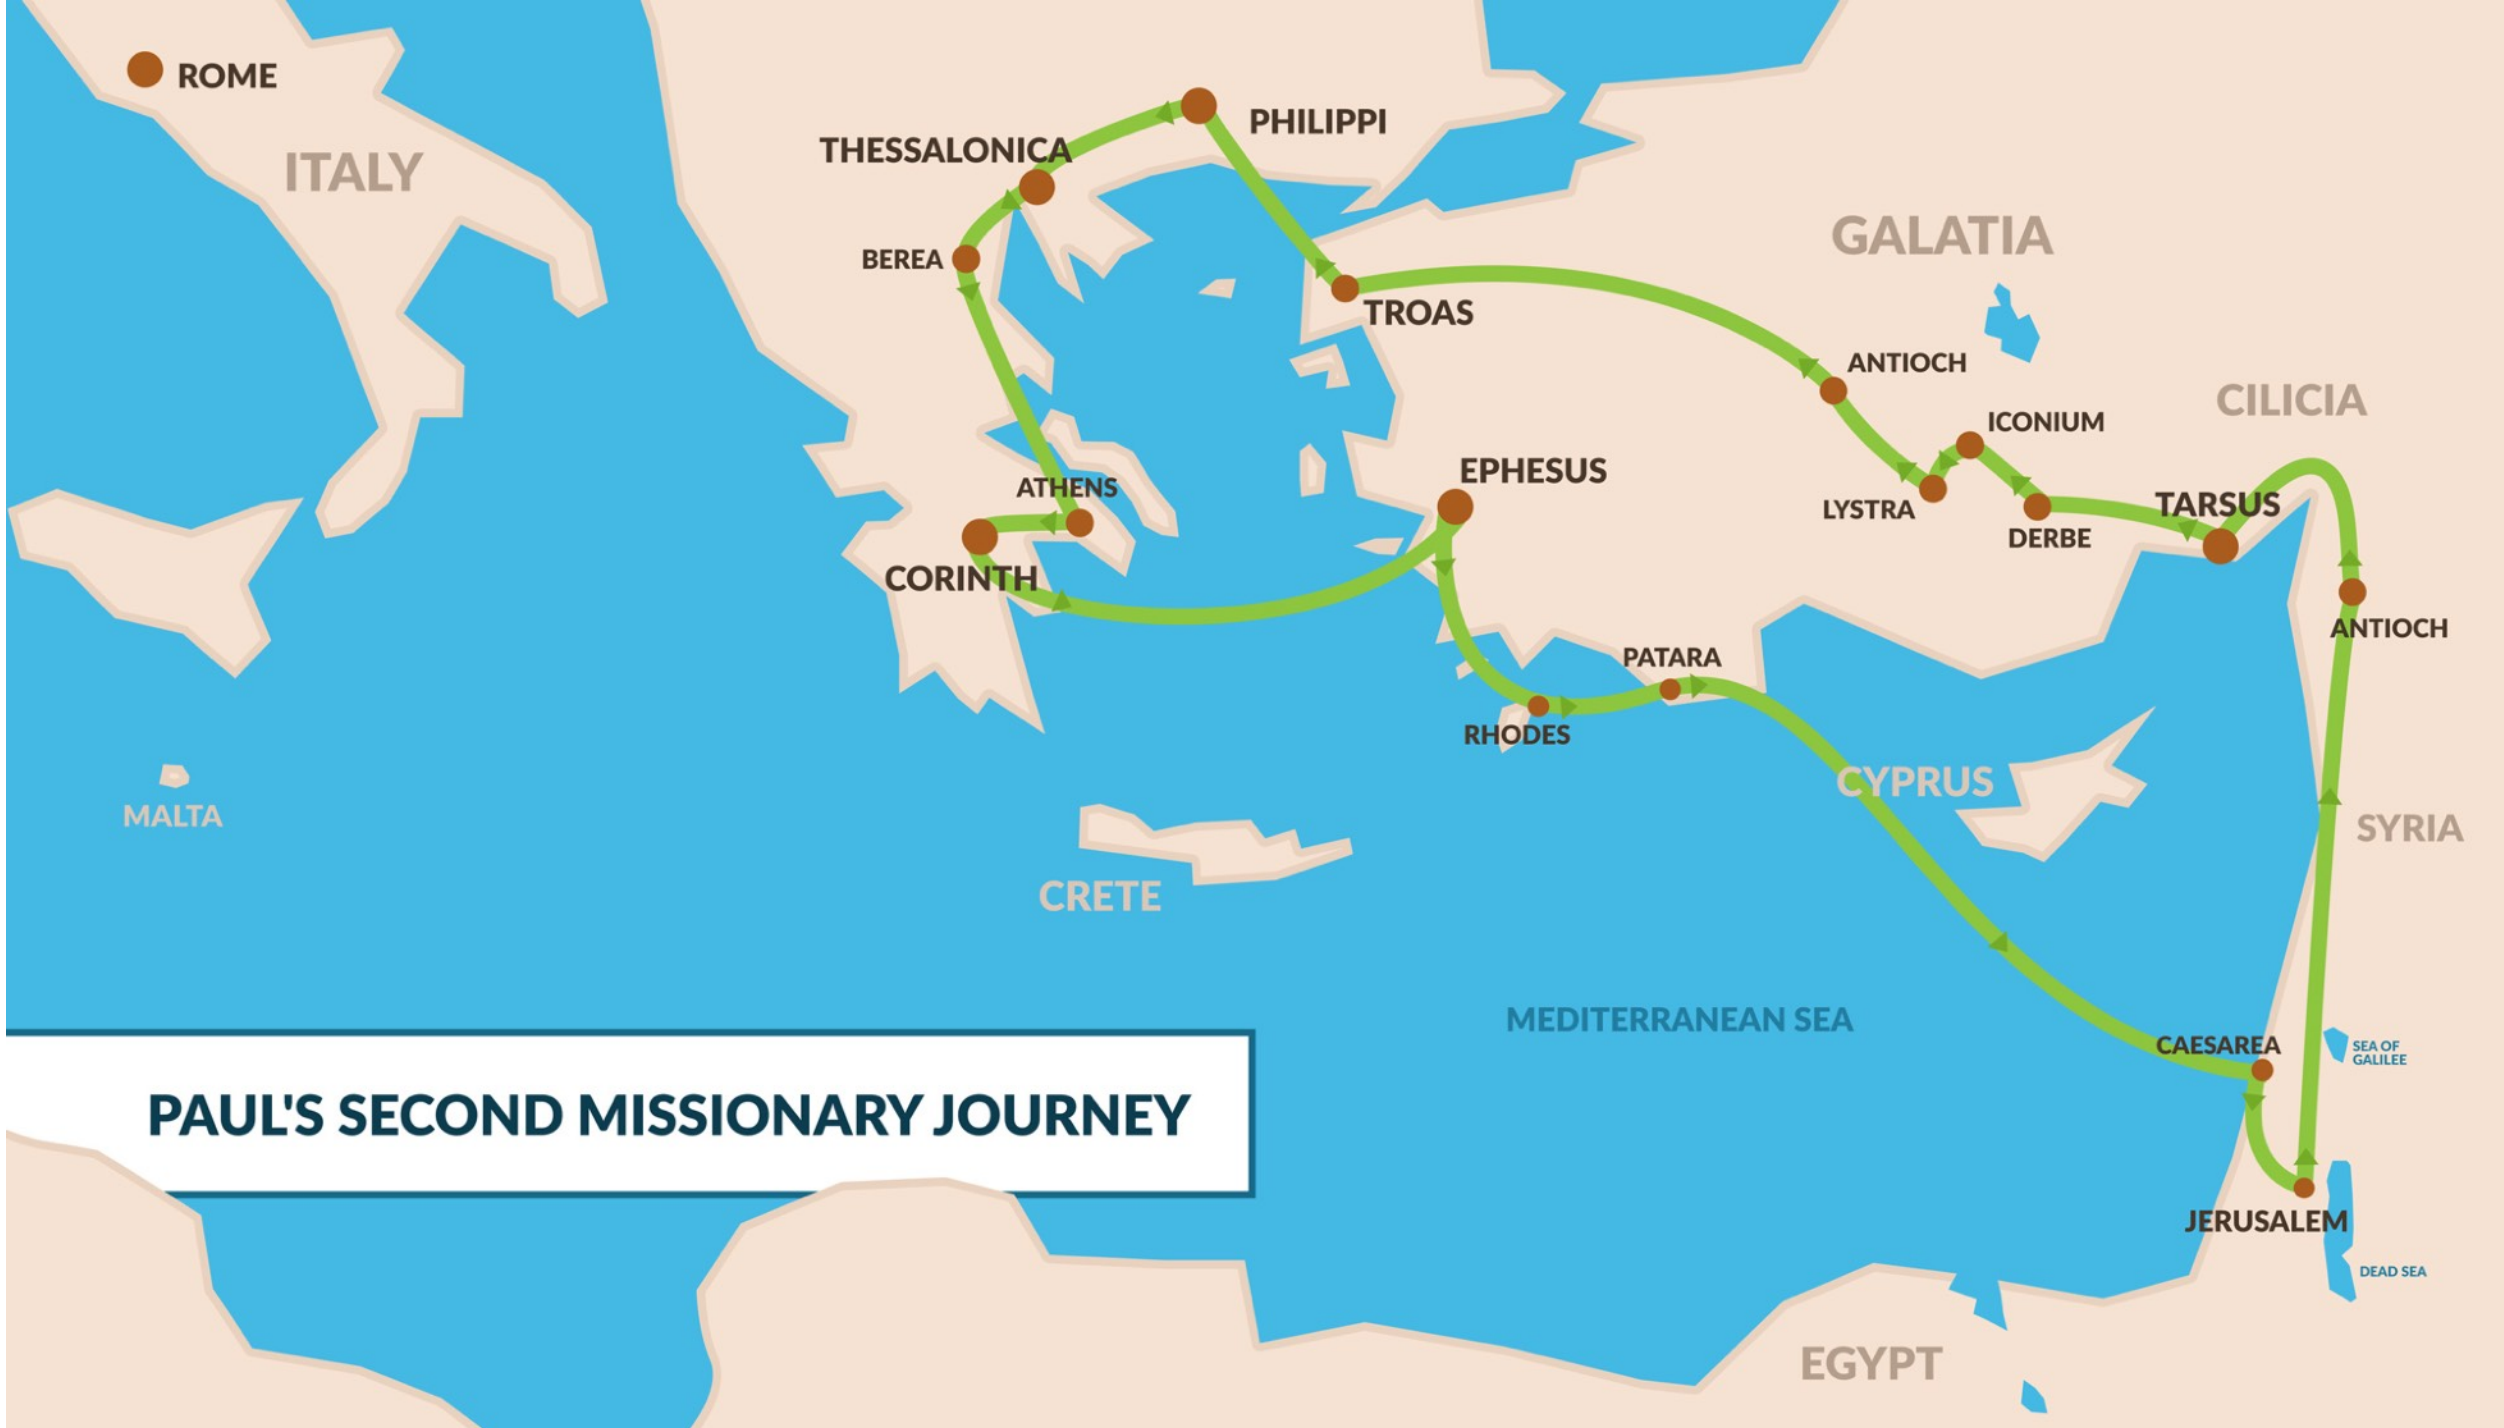 ROME
PHILIPPI
THESSALONICA
ITALY
GALATIA
BEREA
TROAS
ANTIOCH
CILICIA
ICONIUM
EPHESUS
ATHENS
LYSTRA
TARSUS
DERBE
CORINTH
ANTIOCH
PATARA
RHODES
CYPRUS
MALTA
SYRIA
CRETE
MEDITERRANEAN SEA
CAESAREA
SEA OF
GALILEE
PAUL'S SECOND MISSIONARY JOURNEY
JERUSALEM
DEAD SEA
EGYPT